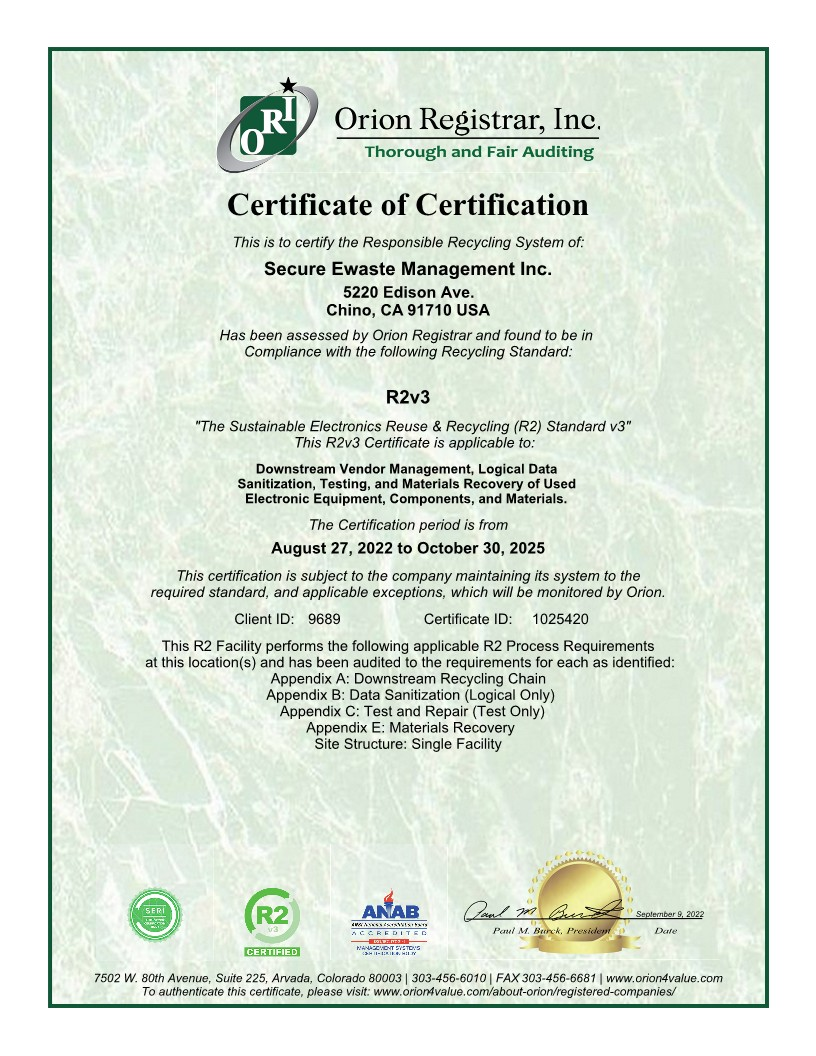 ORI
Orion Registrar, Inc.
Thorough and Fair Auditing
Certificate of Certification
This is to certify the Responsible Recycling System of:
Secure Ewaste Management Inc.
5220 Edison Ave.
Chino, CA 91710 USA
Has been assessed by Orion Registrar and found to be in
Compliance with the following Recycling Standard:
R2v3
"The Sustainable Electronics Reuse & Recycling (R2) Standard v3"
This R2v3 Certificate is applicable to:
Downstream Vendor Management, Logical Data
Sanitization, Testing, and Materials Recovery of Used
Electronic Equipment, Components, and Materials.
The Certification period is from
August 27, 2022 to October 30, 2025
This certification is subject to the company maintaining its system to the
required standard, and applicable exceptions, which will be monitored by Orion.
Client ID: 9689 Certificate ID: 1025420
This R2 Facility performs the following applicable R2 Process Requirements
at this location(s) and has been audited to the requirements for each as identified:
Appendix A: Downstream Recycling Chain
Appendix B: Data Sanitization (Logical Only)
Appendix C: Test and Repair (Test Only)
Appendix E: Materials Recovery
Site Structure: Single Facility
SERI
R2
v3
CERTIFIED
ANAB
ANSI National Accreditation Board
ACCREDITED
MANAGEMENT SYSTEMS
CERTIFICATION BODY
Paul M. Burck
September 9, 2022
Paul M. Burck, President Date
7502 W. 80th Avenue, Suite 225, Arvada, Colorado 80003 | 303-456-6010 | FAX 303-456-6681 | www.orion4value.com
To authenticate this certificate, please visit: www.orion4value.com/about-orion/registered-companies/